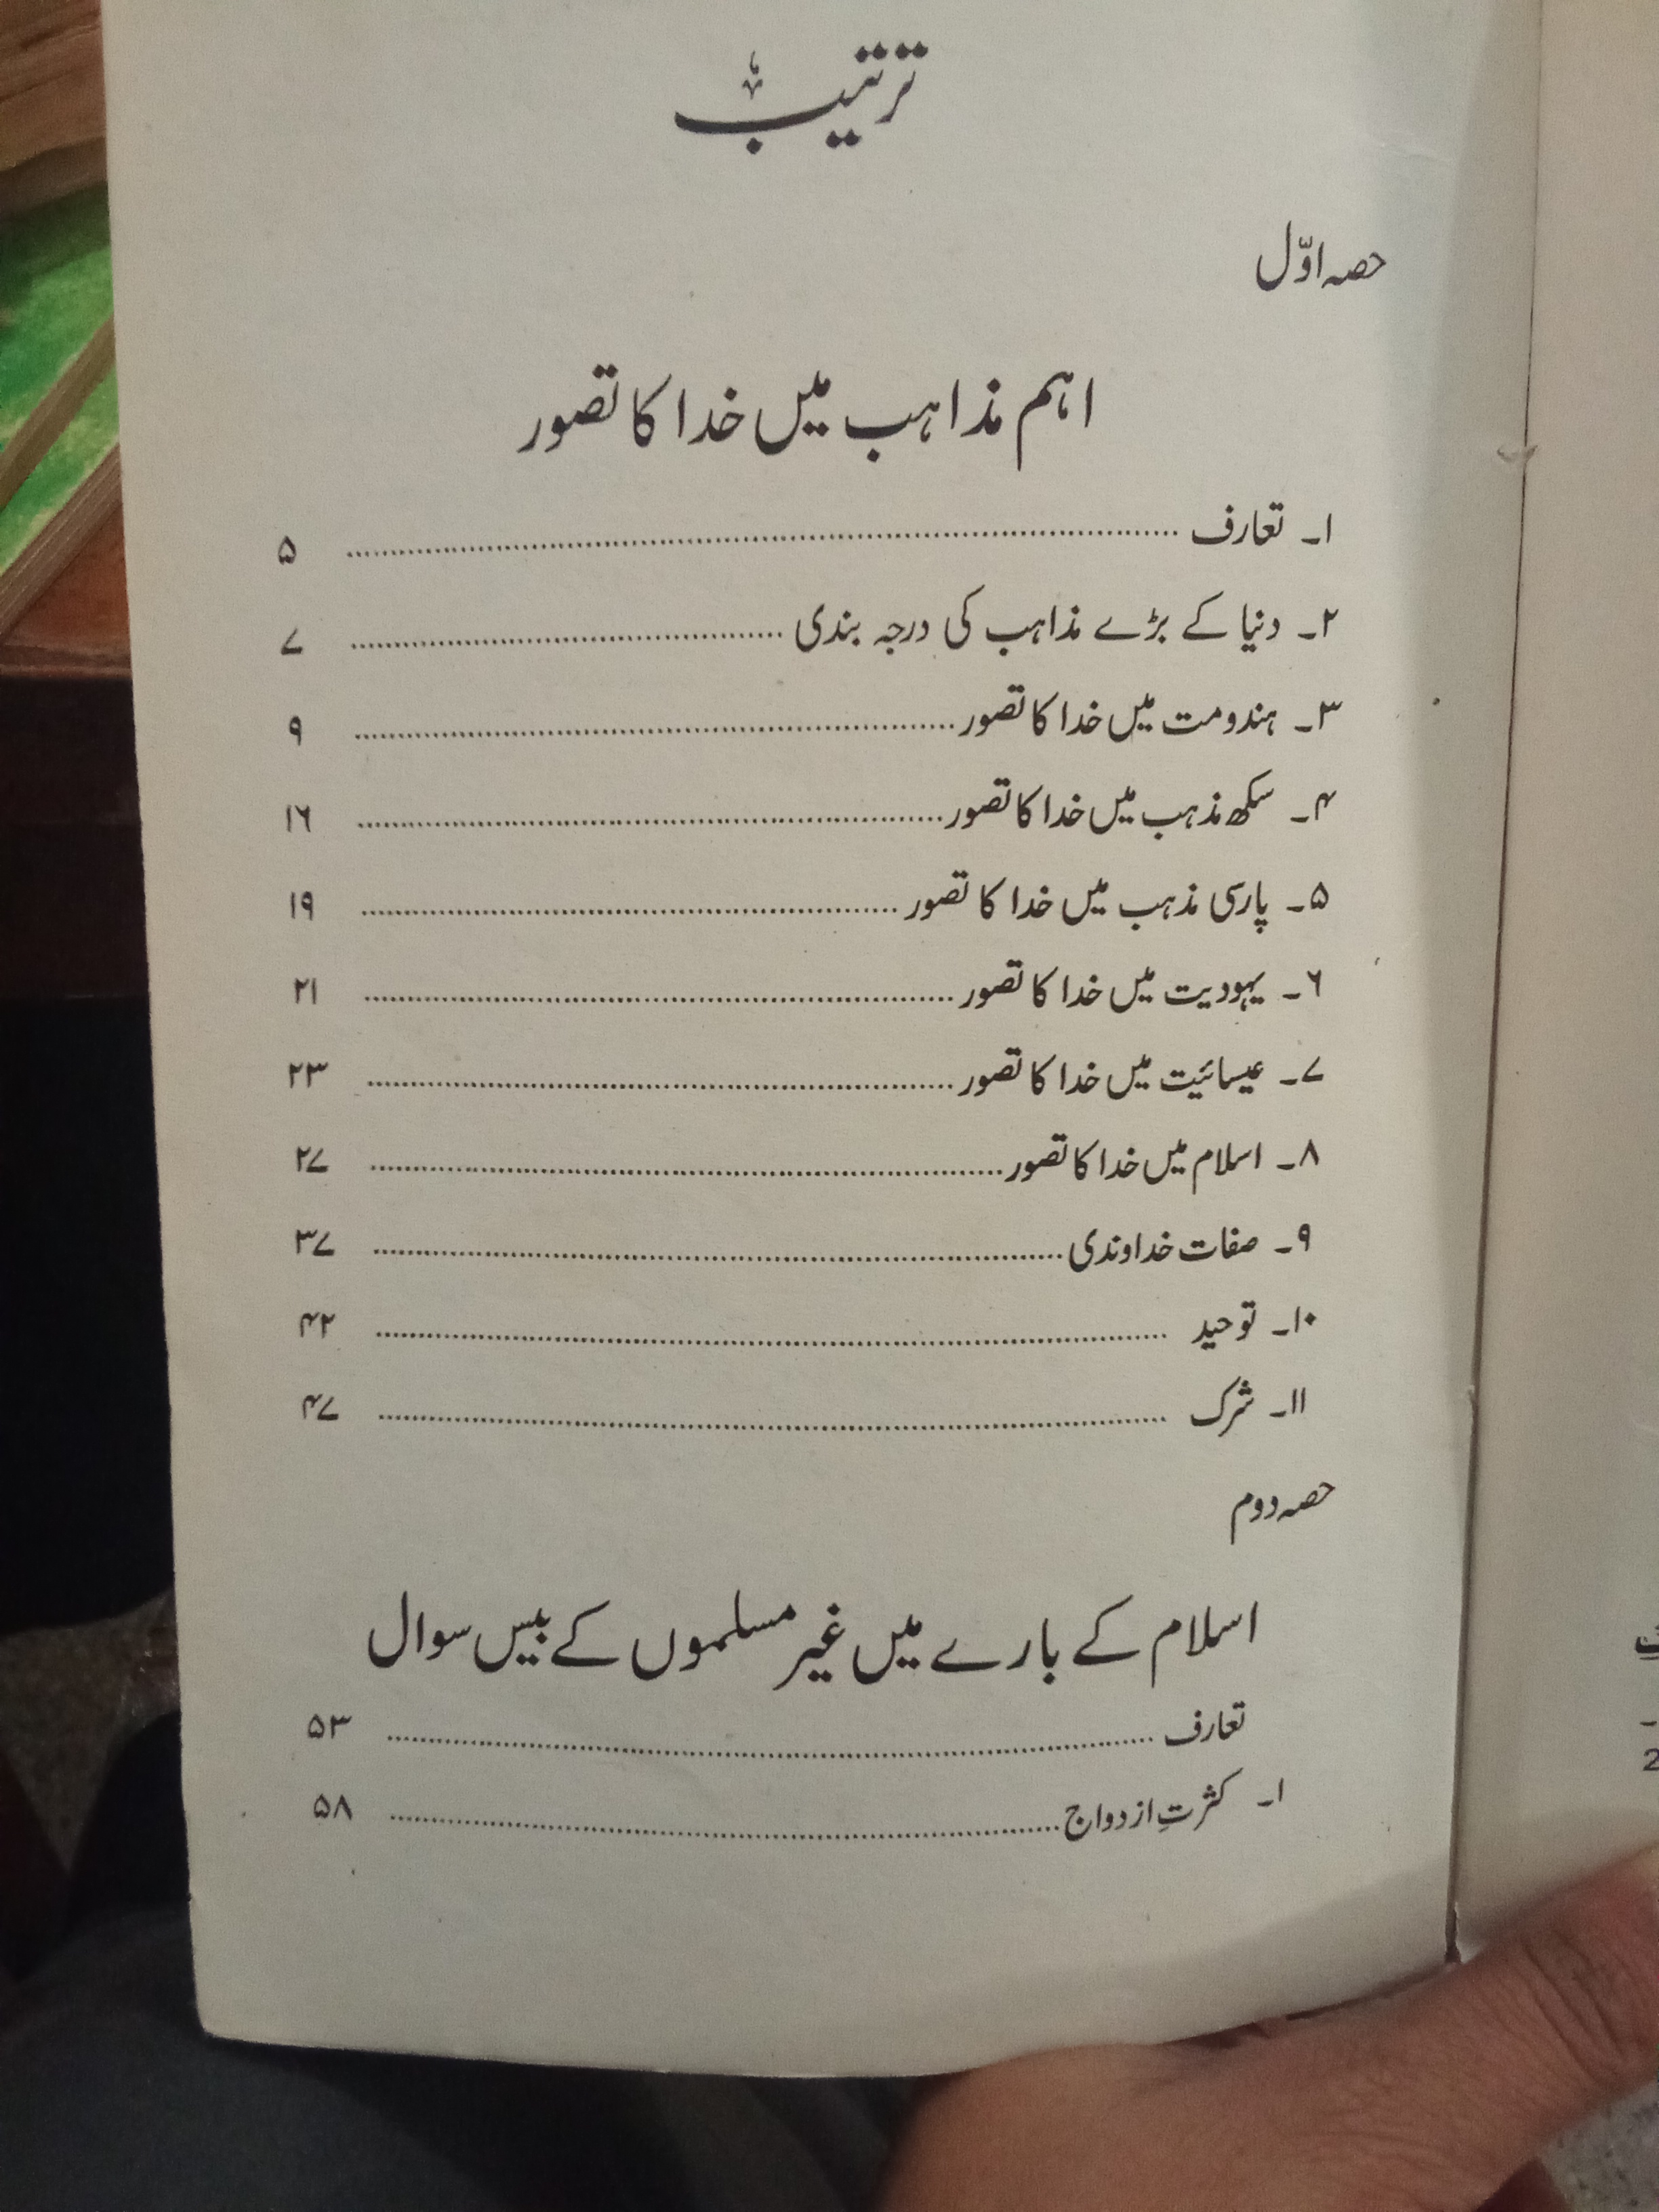 ترتیب
حصہ اوّل
اہم مذاہب میں خدا کا تصور
۱۔ تعارف ........ ۵
۲۔ دنیا کے بڑے مذاہب کی درجہ بندی ........ ۷
۳۔ ہندومت میں خدا کا تصور ........ ۹
۴۔ سکھ مذہب میں خدا کا تصور ........ ۱۶
۵۔ پارسی مذہب میں خدا کا تصور ........ ۱۹
۶۔ یہودیت میں خدا کا تصور ........ ۲۱
۷۔ عیسائیت میں خدا کا تصور ........ ۲۳
۸۔ اسلام میں خدا کا تصور ........ ۲۷
۹۔ صفات خداوندی ........ ۳۷
۱۰۔ توحید ........ ۴۲
۱۱۔ شرک ........ ۴۷
حصہ دوم
اسلام کے بارے میں غیر مسلموں کے بیس سوال
تعارف ........ ۵۳
۱۔ کثرتِ ازدواج ........ ۵۸